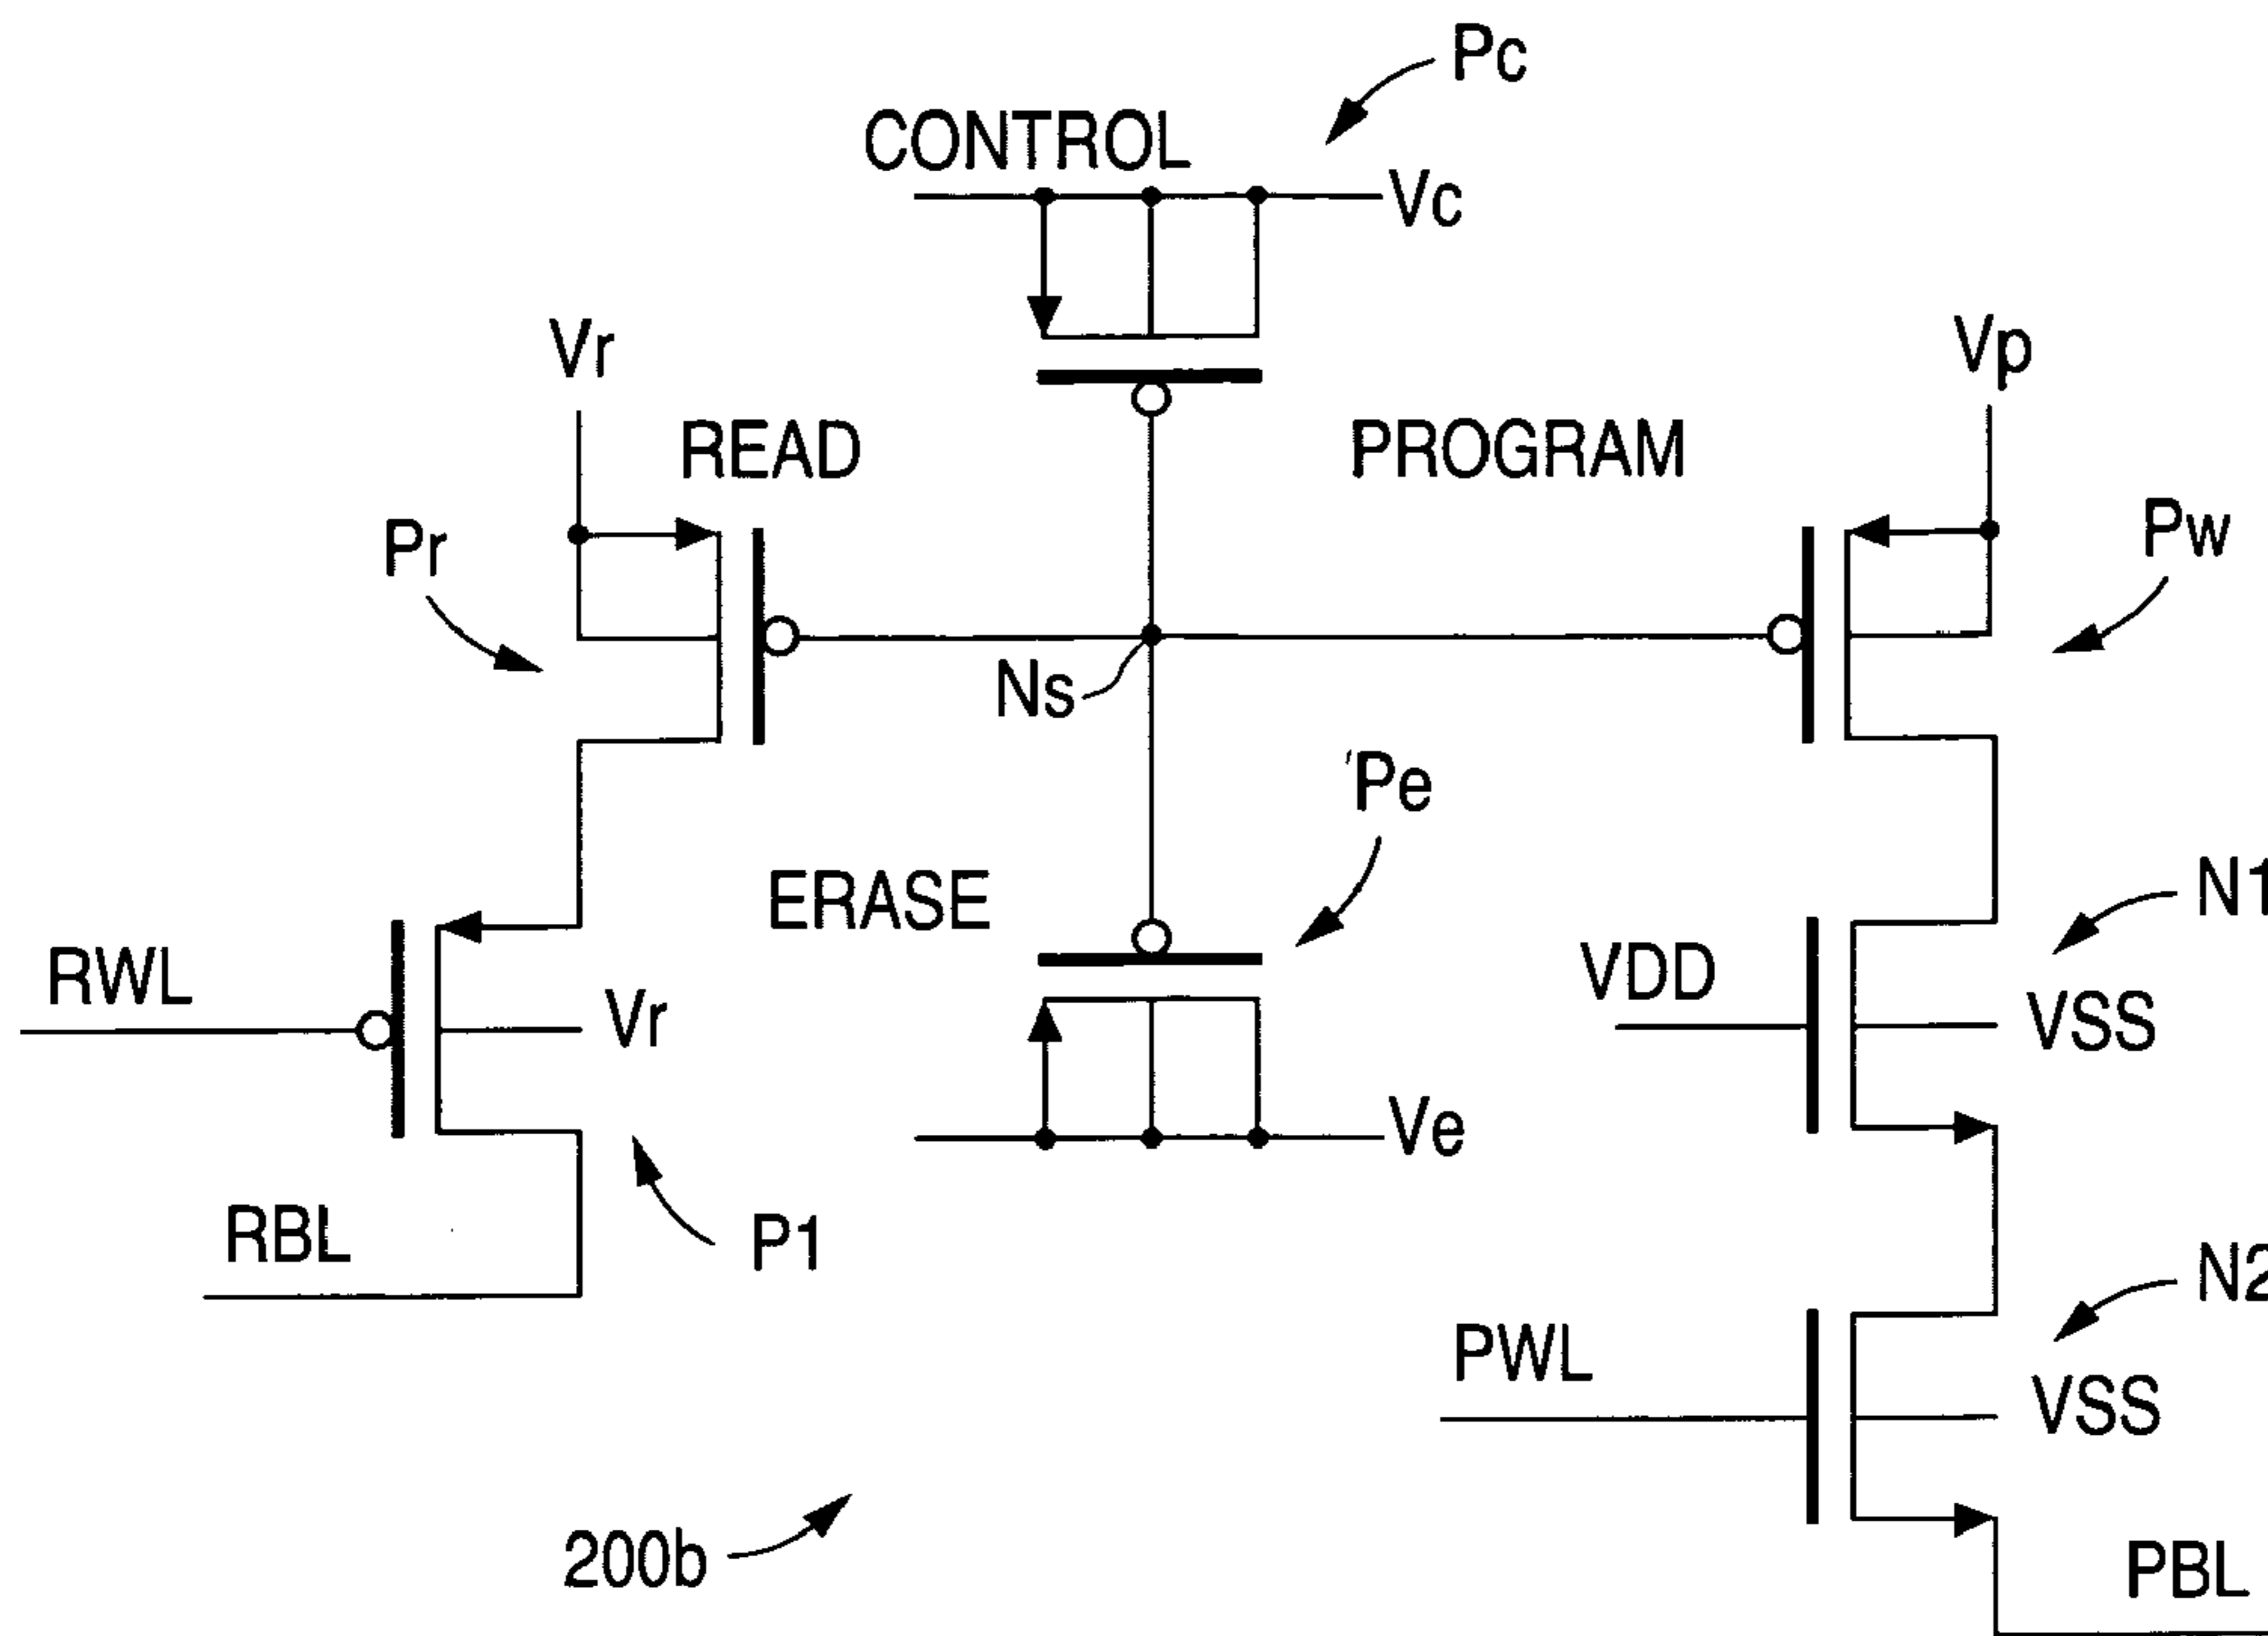 Pc
CONTROL
Vc
Vr
Vp
READ
PROGRAM
Pr
Pw
Ns
Pe
ERASE
N1
RWL
Vr
VDD
VSS
Ve
RBL
P1
N2
PWL
VSS
200b
PBL